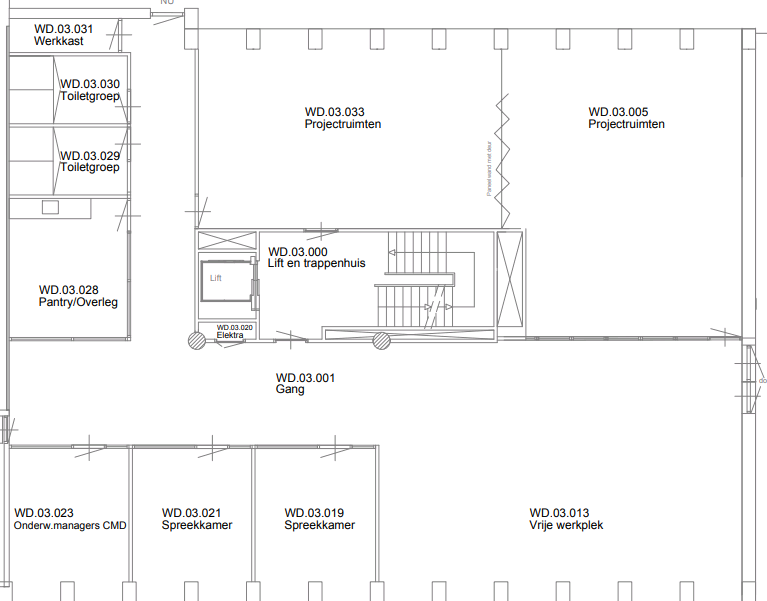 NU
WD.03.031
Werkkast
WD.03.030
Toiletgroep
WD.03.033
Projectruimten
WD.03.005
Projectruimten
WD.03.029
Toiletgroep
Paneelwand met deur
WD.03.000
Lift en trappenhuis
Lift
WD.03.028
Pantry/Overleg
WD.03.020
Elektra
WD.03.001
Gang
do
WD.03.023
Onderw.managers CMD
WD.03.021
Spreekkamer
WD.03.019
Spreekkamer
WD.03.013
Vrije werkplek